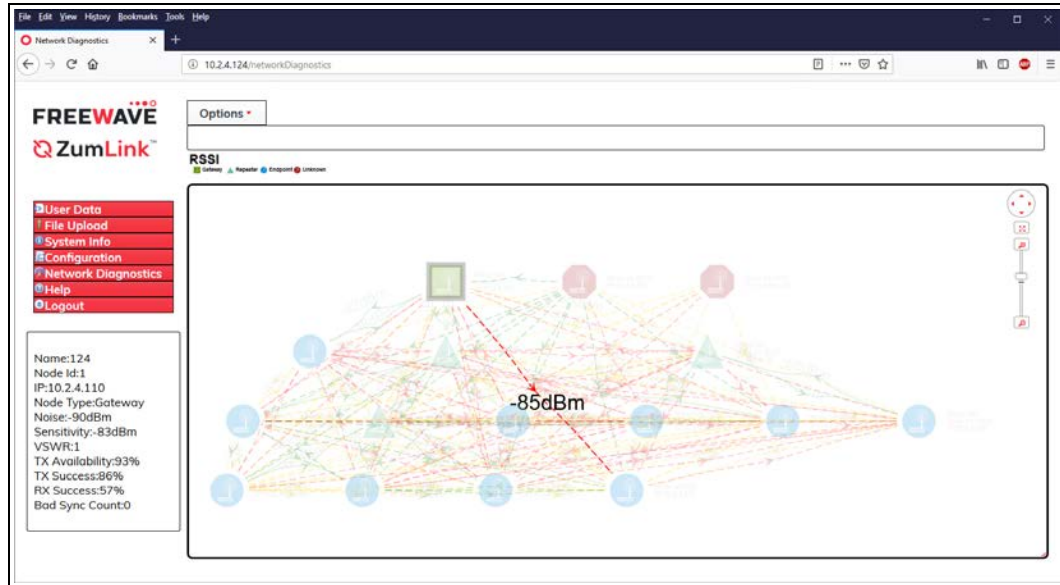 File Edit View History Bookmarks Tools Help
Network Diagnostics
10.2.4.124/networkDiagnostics
FREEWAVE
ZumLink™
Options
RSSI
Gateway Repeater Endpoint Unknown
User Data
File Upload
System Info
Configuration
Network Diagnostics
Help
Logout
-85dBm
Name:124
Node Id:1
IP:10.2.4.110
Node Type:Gateway
Noise:-90dBm
Sensitivity:-83dBm
VSWR:1
TX Availability:93%
TX Success:86%
RX Success:57%
Bad Sync Count:0